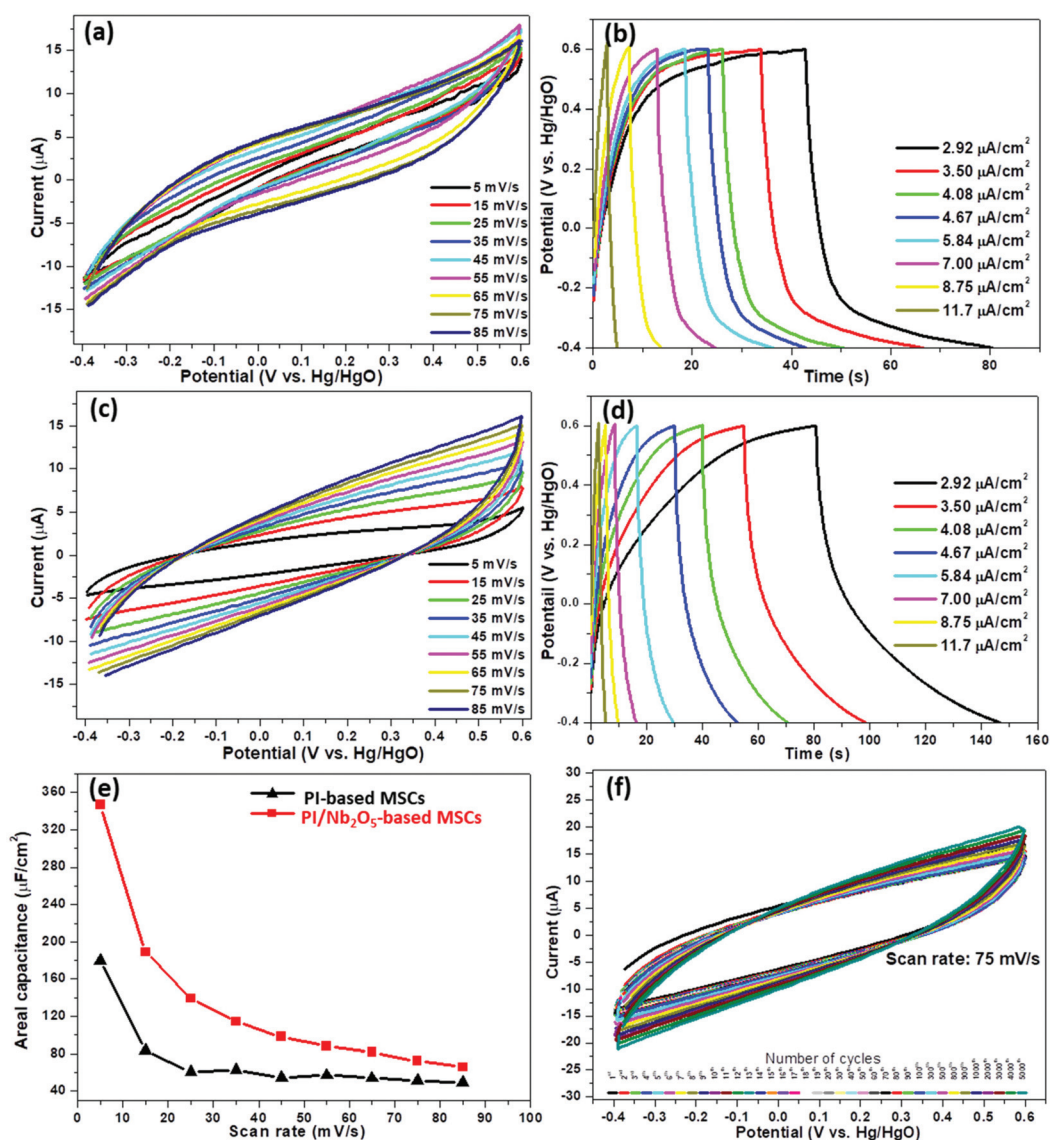 (a)
Current (μA)
15
10
5
0
-5
-10
-15
5 mV/s
15 mV/s
25 mV/s
35 mV/s
45 mV/s
55 mV/s
65 mV/s
75 mV/s
85 mV/s
-0.4 -0.3 -0.2 -0.1 0.0 0.1 0.2 0.3 0.4 0.5 0.6
Potential (V vs. Hg/HgO)
(b)
Potential (V vs. Hg/HgO)
0.6
0.4
0.2
0.0
-0.2
-0.4
2.92 μA/cm²
3.50 μA/cm²
4.08 μA/cm²
4.67 μA/cm²
5.84 μA/cm²
7.00 μA/cm²
8.75 μA/cm²
11.7 μA/cm²
0 20 40 60 80
Time (s)
(c)
Current (μA)
15
10
5
0
-5
-10
-15
5 mV/s
15 mV/s
25 mV/s
35 mV/s
45 mV/s
55 mV/s
65 mV/s
75 mV/s
85 mV/s
-0.4 -0.3 -0.2 -0.1 0.0 0.1 0.2 0.3 0.4 0.5 0.6
Potential (V vs. Hg/HgO)
(d)
Potentail (V vs. Hg/HgO)
0.6
0.4
0.2
0.0
-0.2
-0.4
2.92 μA/cm²
3.50 μA/cm²
4.08 μA/cm²
4.67 μA/cm²
5.84 μA/cm²
7.00 μA/cm²
8.75 μA/cm²
11.7 μA/cm²
0 20 40 60 80 100 120 140 160
Time (s)
(e)
Areal capacitance (μF/cm²)
360
320
280
240
200
160
120
80
40
PI-based MSCs
PI/Nb₂O₅-based MSCs
0 10 20 30 40 50 60 70 80 90 100
Scan rate (mV/s)
(f)
Current (μA)
30
25
20
15
10
5
0
-5
-10
-15
-20
-25
-30
Scan rate: 75 mV/s
Number of cycles
-0.4 -0.3 -0.2 -0.1 0.0 0.1 0.2 0.3 0.4 0.5 0.6
Potential (V vs. Hg/HgO)